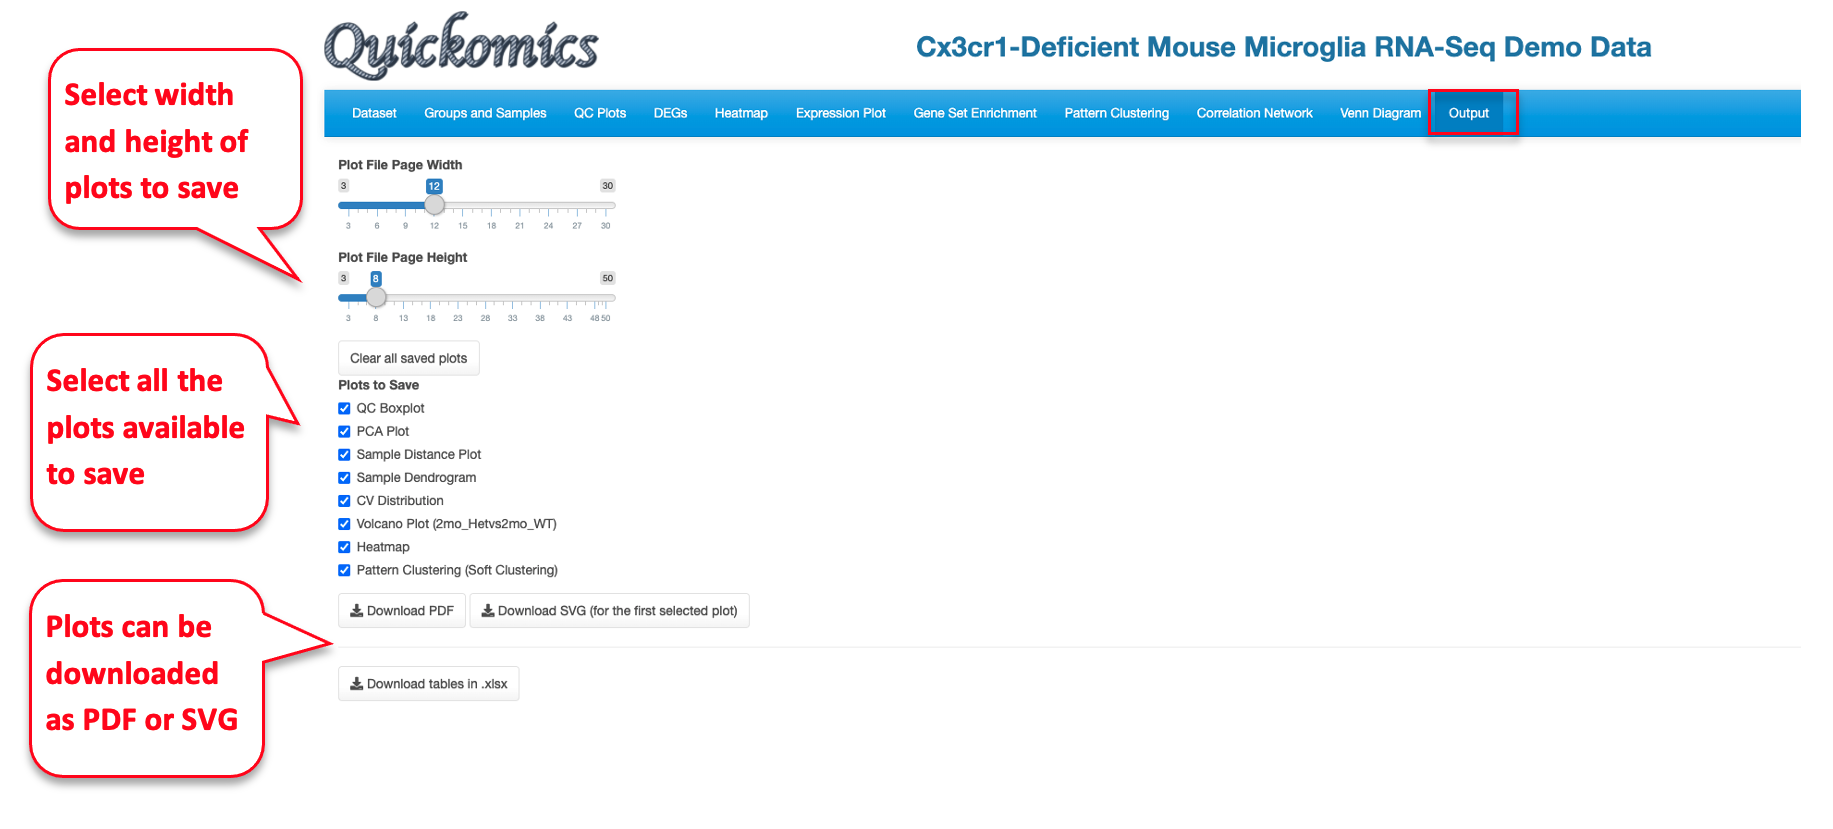 Quickomics
Cx3cr1-Deficient Mouse Microglia RNA-Seq Demo Data
Dataset Groups and Samples QC Plots DEGs Heatmap Expression Plot Gene Set Enrichment Pattern Clustering Correlation Network Venn Diagram Output
Select width
and height of
plots to save
Plot File Page Width
3 12 30
3 6 9 12 15 18 21 24 27 30
Plot File Page Height
3 8 50
3 8 13 18 23 28 33 38 43 48 50
Select all the
plots available
to save
Clear all saved plots
Plots to Save
QC Boxplot
PCA Plot
Sample Distance Plot
Sample Dendrogram
CV Distribution
Volcano Plot (2mo_Hetvs2mo_WT)
Heatmap
Pattern Clustering (Soft Clustering)
Plots can be
downloaded
as PDF or SVG
Download PDF Download SVG (for the first selected plot)
Download tables in .xlsx